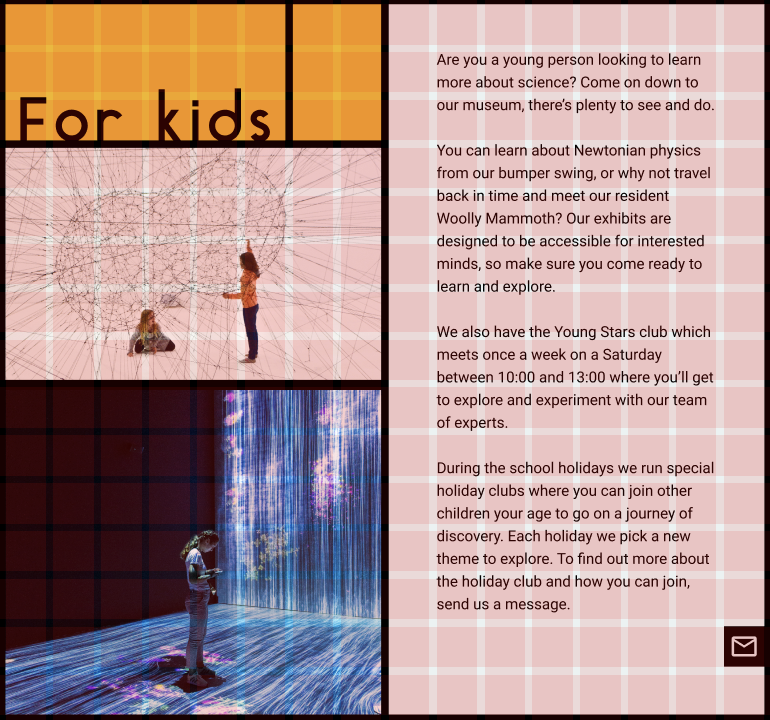 For kids
Are you a young person looking to learn
more about science? Come on down to
our museum, there’s plenty to see and do.
You can learn about Newtonian physics
from our bumper swing, or why not travel
back in time and meet our resident
Woolly Mammoth? Our exhibits are
designed to be accessible for interested
minds, so make sure you come ready to
learn and explore.
We also have the Young Stars club which
meets once a week on a Saturday
between 10:00 and 13:00 where you’ll get
to explore and experiment with our team
of experts.
During the school holidays we run special
holiday clubs where you can join other
children your age to go on a journey of
discovery. Each holiday we pick a new
theme to explore. To find out more about
the holiday club and how you can join,
send us a message.